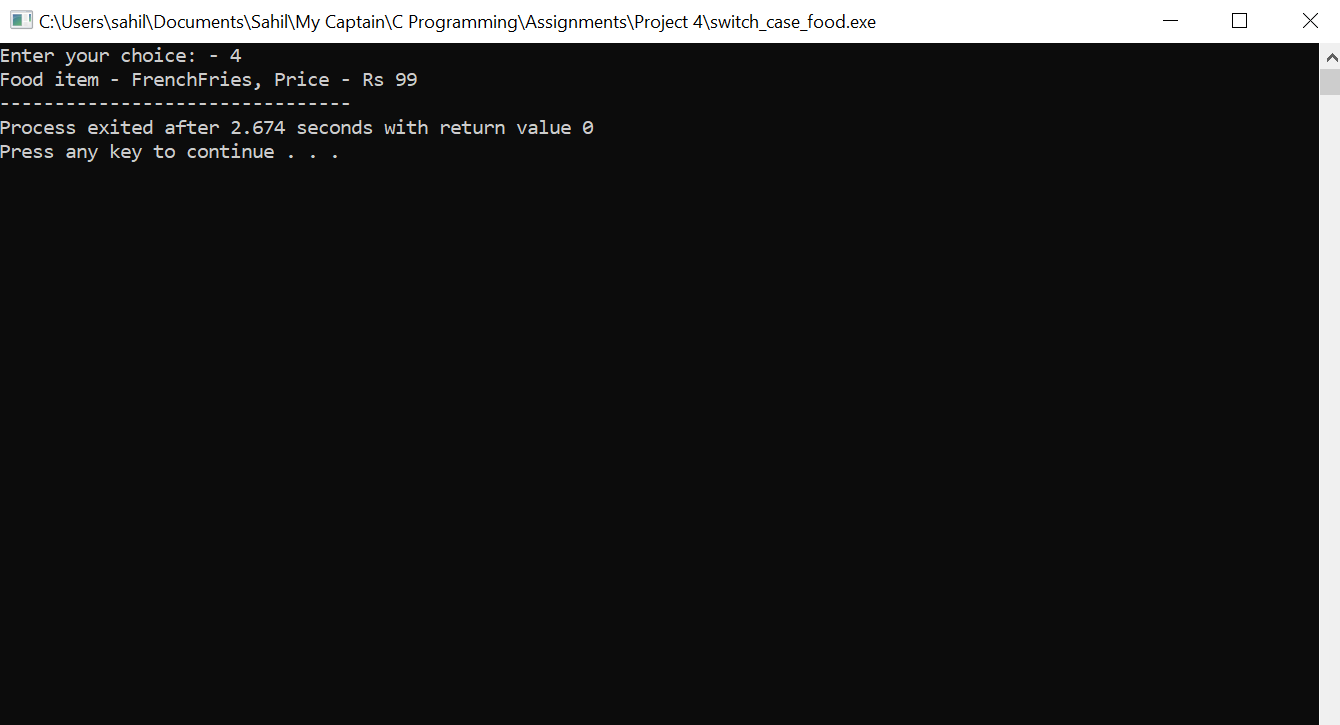 C:\Users\sahil\Documents\Sahil\My Captain\C Programming\Assignments\Project 4\switch_case_food.exe
Enter your choice: - 4
Food item - FrenchFries, Price - Rs 99
--------------------------------
Process exited after 2.674 seconds with return value 0
Press any key to continue . . .